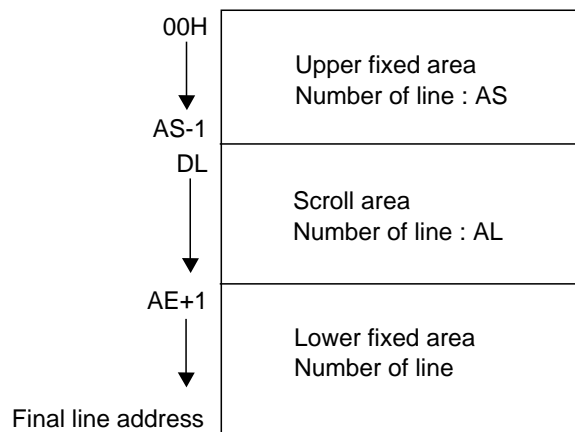 00H
Upper fixed area
Number of line : AS
AS-1
DL
Scroll area
Number of line : AL
AE+1
Lower fixed area
Number of line
Final line address